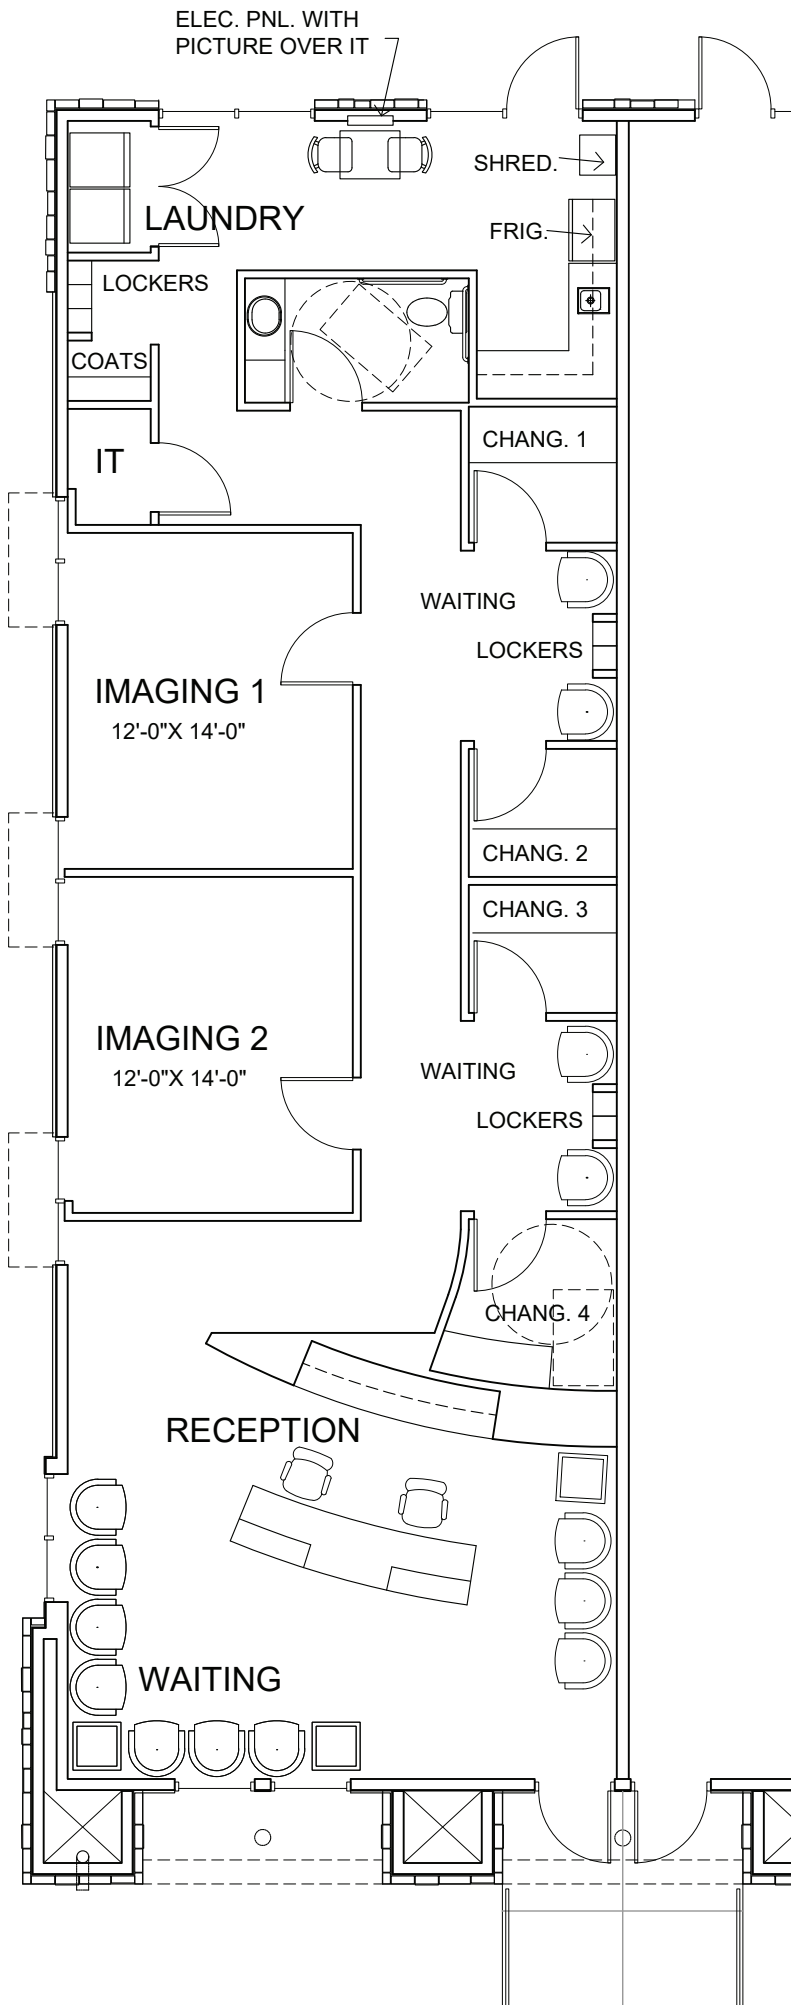 ELEC. PNL. WITH
PICTURE OVER IT
SHRED.
LAUNDRY
FRIG.
LOCKERS
COATS
CHANG. 1
IT
WAITING
LOCKERS
IMAGING 1
12'-0"X 14'-0"
CHANG. 2
CHANG. 3
IMAGING 2
12'-0"X 14'-0"
WAITING
LOCKERS
CHANG. 4
RECEPTION
WAITING